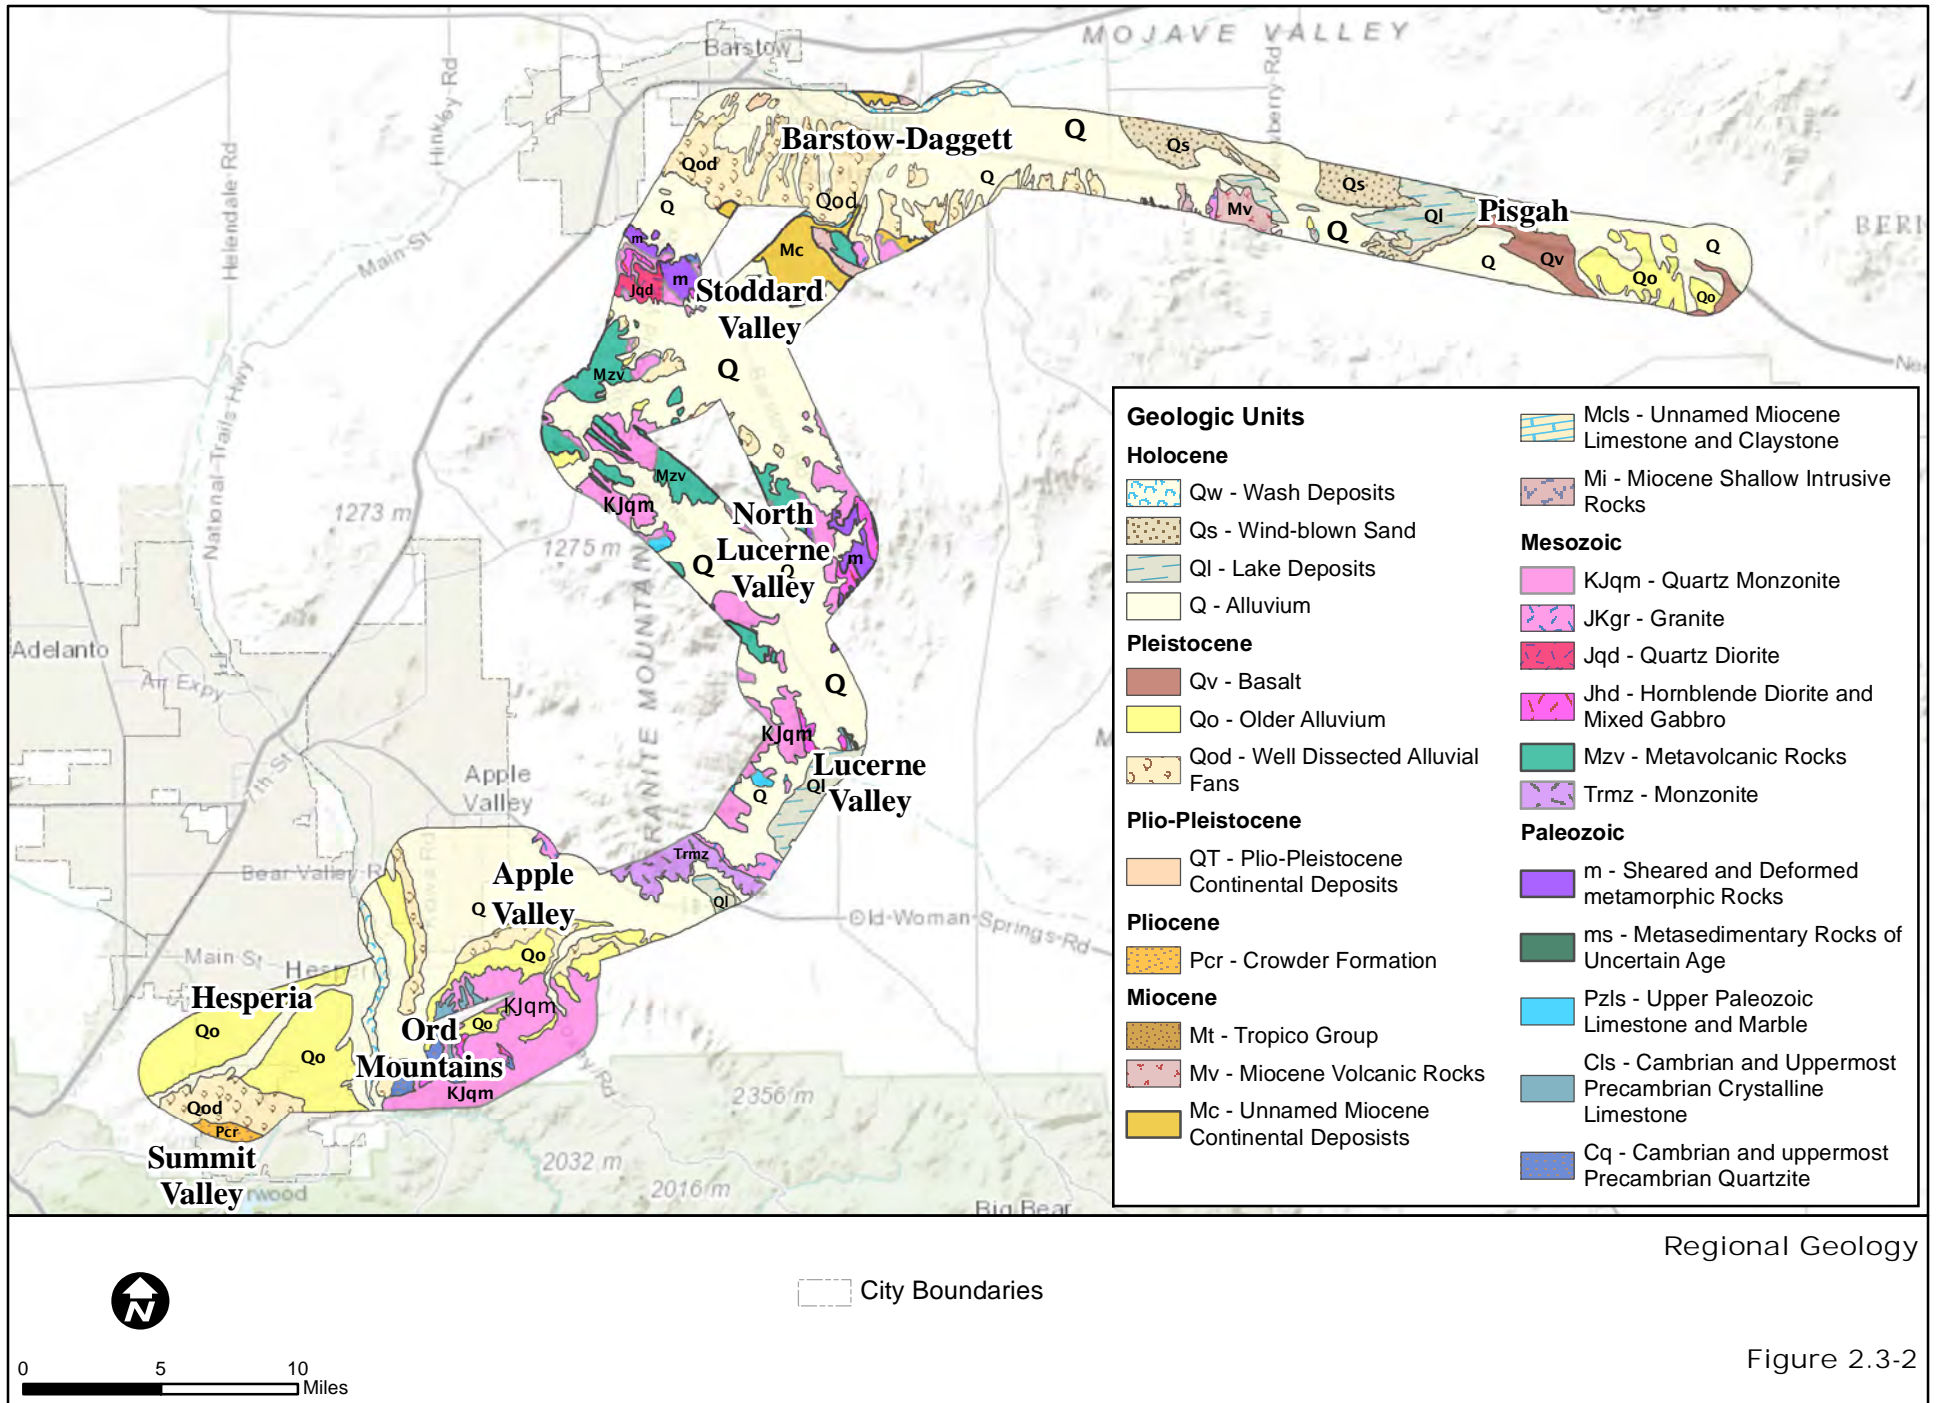 MOJAVE VALLEY
Barstow
Hinkley Rd
Helendale Rd
Main St
National Trails Hwy
Barstow-Daggett
Q
Qs
Qod
Q
Qod
Q
Qs
Mv
Ql
Pisgah
Q
Q
Qv
Q
Qo
Qo
m
Mc
m
Jqd
Stoddard
Valley
Mzv
Q
Mzv
KJqm
1273 m
1275 m
North
Lucerne
Valley
Q
Q
m
Q
KJqm
Adelanto
Apple
Valley
7th St
Lucerne
Valley
Ql
Q
Trmz
Ql
Bear Valley R
Apple
Valley
Q
Old Woman Springs Rd
Main St
Hesperia
Qo
Qo
KJqm
Qo
Qo
Ord
Mountains
KJqm
Qod
Pcr
Summit
Valley
rwood
2356 m
2032 m
2016 m
Big Bear
Geologic Units
Holocene
Qw - Wash Deposits
Qs - Wind-blown Sand
Ql - Lake Deposits
Q - Alluvium
Pleistocene
Qv - Basalt
Qo - Older Alluvium
Qod - Well Dissected Alluvial
Fans
Plio-Pleistocene
QT - Plio-Pleistocene
Continental Deposits
Pliocene
Pcr - Crowder Formation
Miocene
Mt - Tropico Group
Mv - Miocene Volcanic Rocks
Mc - Unnamed Miocene
Continental Deposists
Mcls - Unnamed Miocene
Limestone and Claystone
Mi - Miocene Shallow Intrusive
Rocks
Mesozoic
KJqm - Quartz Monzonite
JKgr - Granite
Jqd - Quartz Diorite
Jhd - Hornblende Diorite and
Mixed Gabbro
Mzv - Metavolcanic Rocks
Trmz - Monzonite
Paleozoic
m - Sheared and Deformed
metamorphic Rocks
ms - Metasedimentary Rocks of
Uncertain Age
Pzls - Upper Paleozoic
Limestone and Marble
Cls - Cambrian and Uppermost
Precambrian Crystalline
Limestone
Cq - Cambrian and uppermost
Precambrian Quartzite
Regional Geology
N
City Boundaries
0 5 10
Miles
Figure 2.3-2